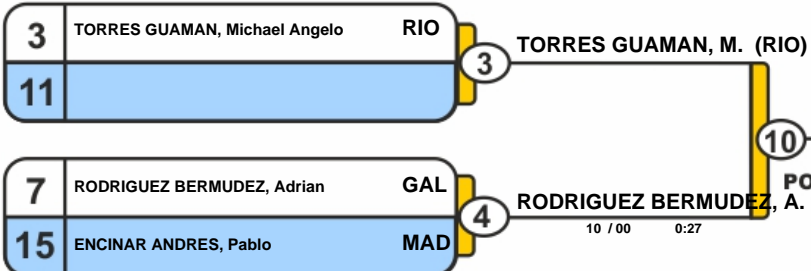 3 TORRES GUAMAN, Michael Angelo RIO
11
3
TORRES GUAMAN, M. (RIO)
10
7 RODRIGUEZ BERMUDEZ, Adrian GAL
15 ENCINAR ANDRES, Pablo MAD
4
PO
RODRIGUEZ BERMUDEZ, A.
10 / 00 0:27